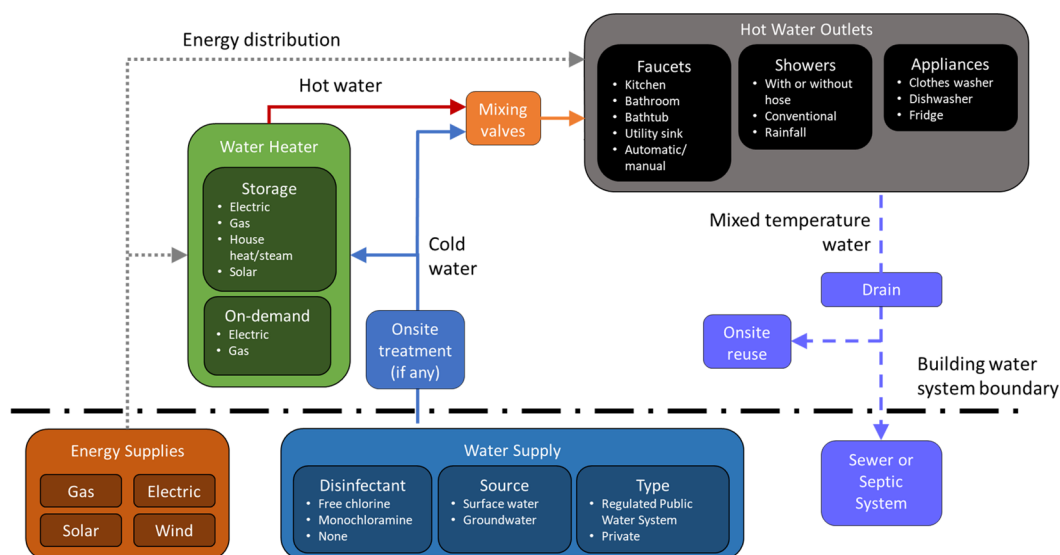 Energy distribution
Hot water
Mixing
valves
Hot Water Outlets
Faucets
• Kitchen
• Bathroom
• Bathtub
• Utility sink
• Automatic/
manual
Showers
• With or without
hose
• Conventional
• Rainfall
Appliances
• Clothes washer
• Dishwasher
• Fridge
Water Heater
Storage
• Electric
• Gas
• House
heat/steam
• Solar
On-demand
• Electric
• Gas
Cold
water
Onsite
treatment
(if any)
Mixed temperature
water
Drain
Onsite
reuse
Building water
system boundary
Energy Supplies
Gas
Electric
Solar
Wind
Water Supply
Disinfectant
• Free chlorine
• Monochloramine
• None
Source
• Surface water
• Groundwater
Type
• Regulated Public
Water System
• Private
Sewer or
Septic
System